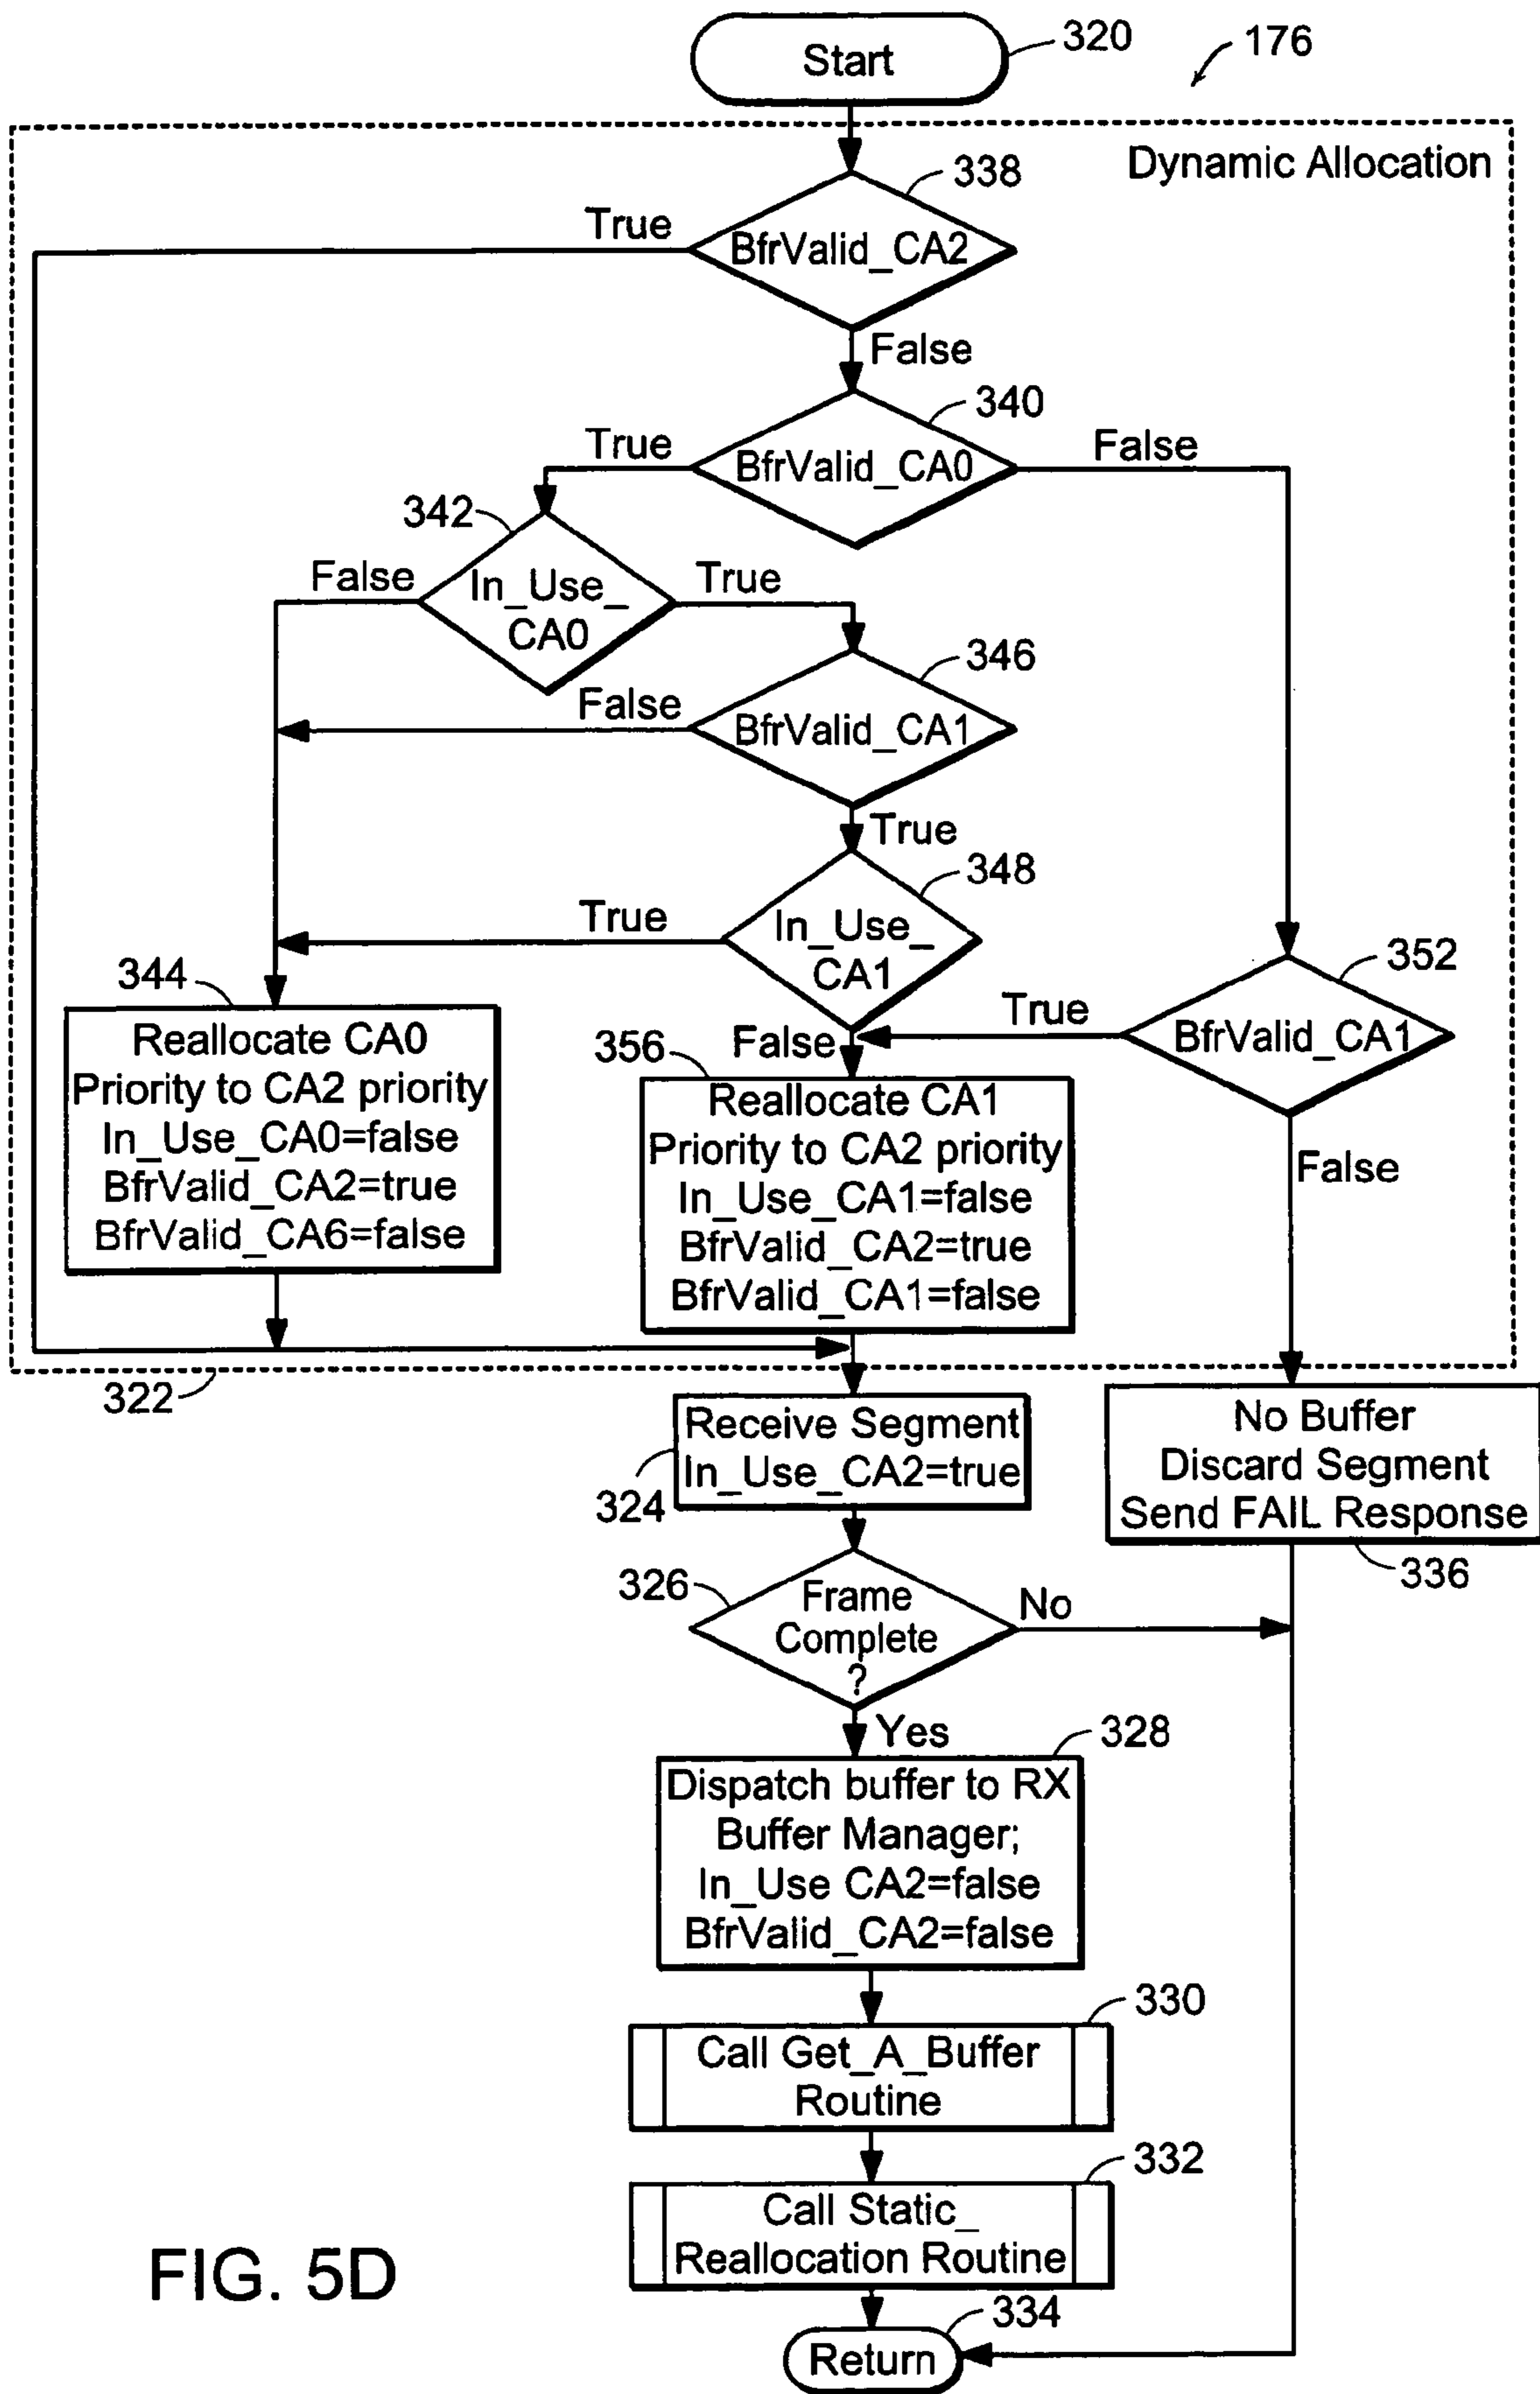 Start
320
176
Dynamic Allocation
338
BfrValid_CA2
True
False
340
BfrValid_CA0
True
False
342
In_Use_
CA0
False
True
346
BfrValid_CA1
False
True
348
In_Use_
CA1
True
False
352
BfrValid_CA1
True
False
344
Reallocate CA0
Priority to CA2 priority
In_Use_CA0=false
BfrValid_CA2=true
BfrValid_CA6=false
356
Reallocate CA1
Priority to CA2 priority
In_Use_CA1=false
BfrValid_CA2=true
BfrValid_CA1=false
322
Receive Segment
In_Use_CA2=true
324
No Buffer
Discard Segment
Send FAIL Response
336
326
Frame
Complete
?
No
Yes
328
Dispatch buffer to RX
Buffer Manager;
In_Use CA2=false
BfrValid_CA2=false
330
Call Get_A_Buffer
Routine
332
Call Static_
Reallocation Routine
334
Return
FIG. 5D